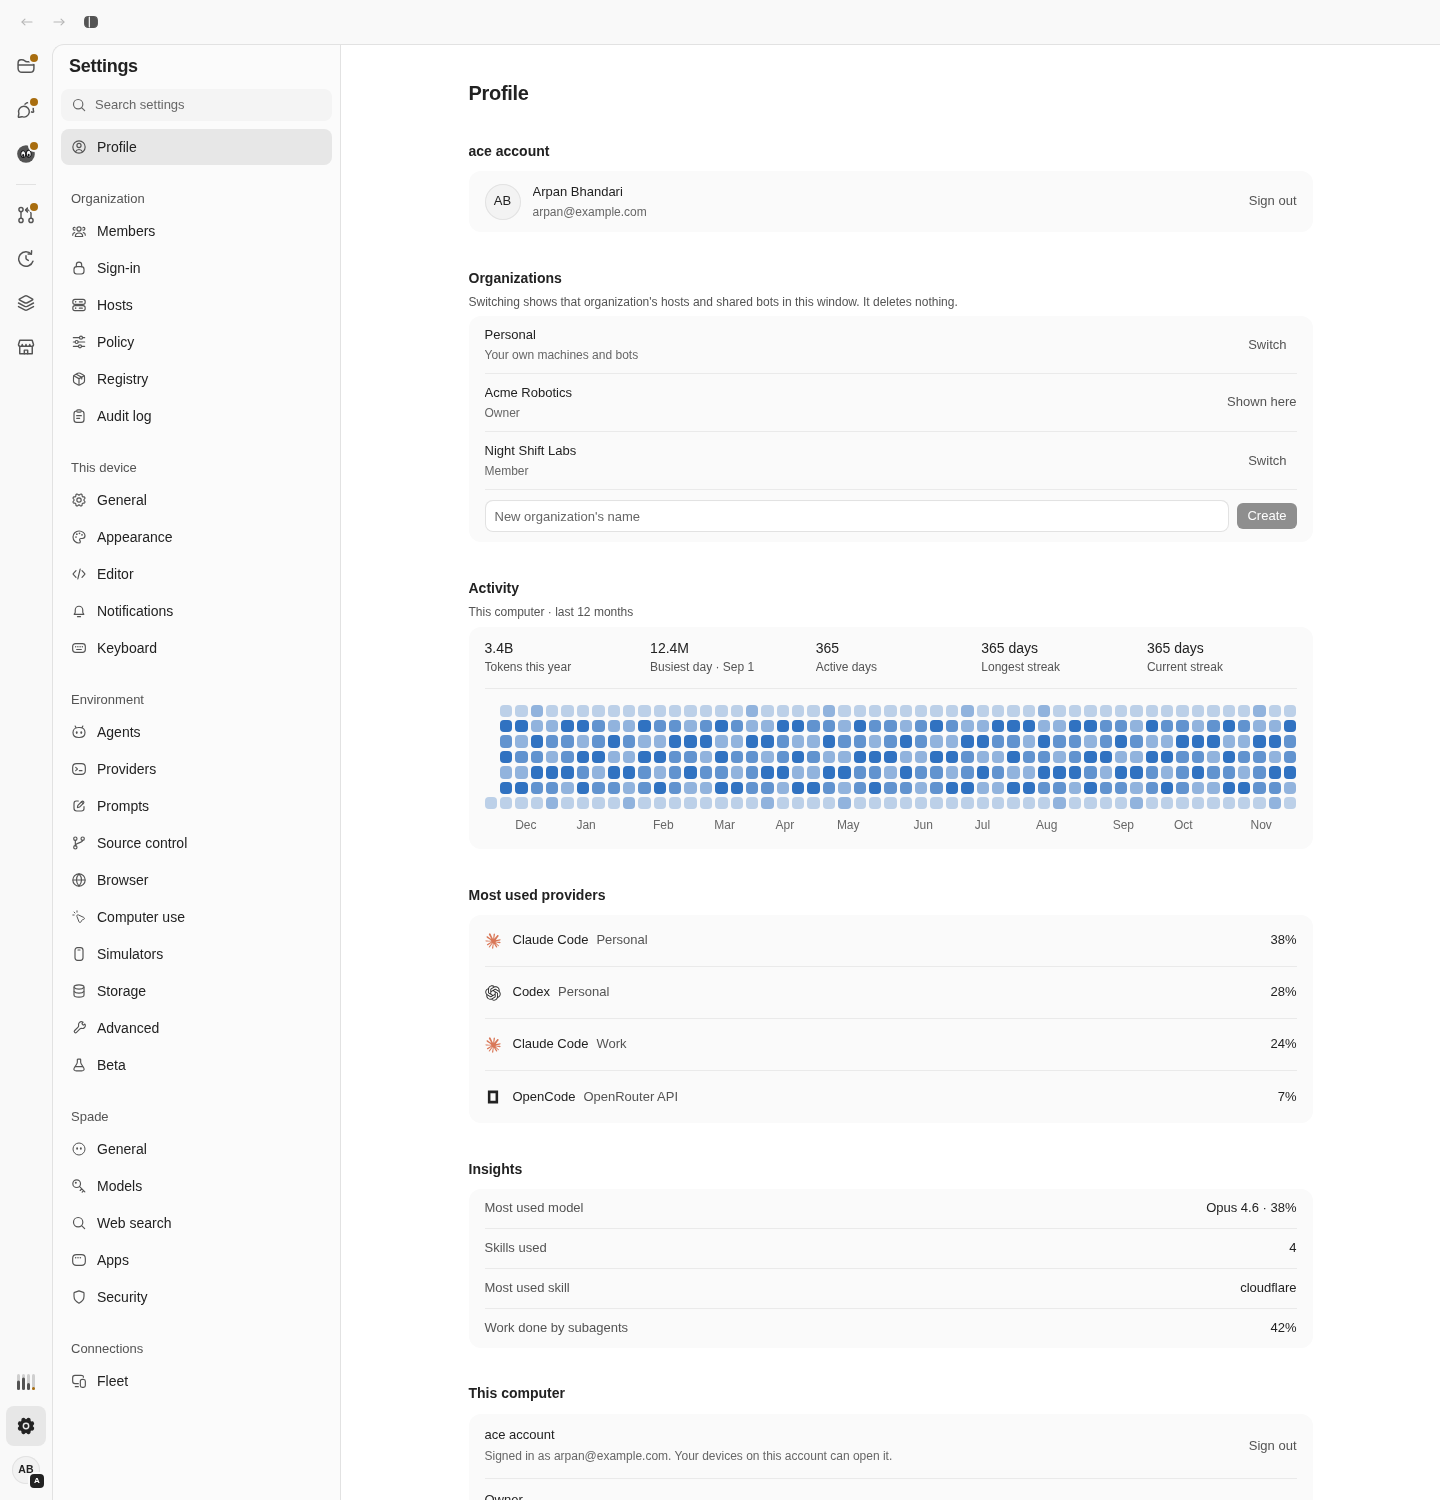 Settings
Search settings
Profile
Organization
Members
Sign-in
Hosts
Policy
Registry
Audit log
This device
General
Appearance
Editor
Notifications
Keyboard
Environment
Agents
Providers
Prompts
Source control
Browser
Computer use
Simulators
Storage
Advanced
Beta
Spade
General
Models
Web search
Apps
Security
Connections
Fleet
AB
A
Profile
ace account
AB
Arpan Bhandari
arpan@example.com
Sign out
Organizations
Switching shows that organization's hosts and shared bots in this window. It deletes nothing.
Personal
Your own machines and bots
Switch
Acme Robotics
Owner
Shown here
Night Shift Labs
Member
Switch
New organization's name
Create
Activity
This computer · last 12 months
3.4B 12.4M 365 365 days 365 days
Tokens this year Busiest day · Sep 1 Active days Longest streak Current streak
Dec Jan Feb Mar Apr May Jun Jul Aug Sep Oct Nov
Most used providers
Claude Code Personal 38%
Codex Personal 28%
Claude Code Work 24%
OpenCode OpenRouter API 7%
Insights
Most used model Opus 4.6 · 38%
Skills used 4
Most used skill cloudflare
Work done by subagents 42%
This computer
ace account
Signed in as arpan@example.com. Your devices on this account can open it.
Sign out
Owner